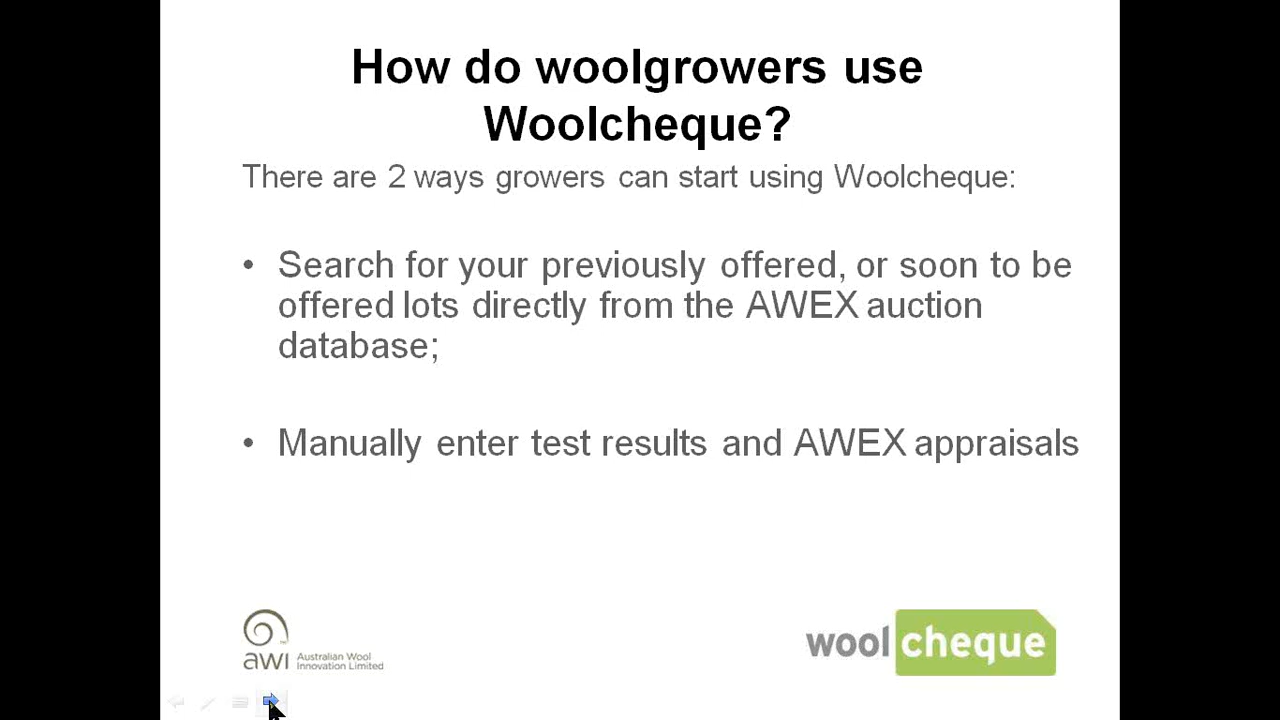 How do woolgrowers use
Woolcheque?
There are 2 ways growers can start using Woolcheque:
• Search for your previously offered, or soon to be
offered lots directly from the AWEX auction
database;
• Manually enter test results and AWEX appraisals
awi Australian Wool
Innovation Limited
wool cheque